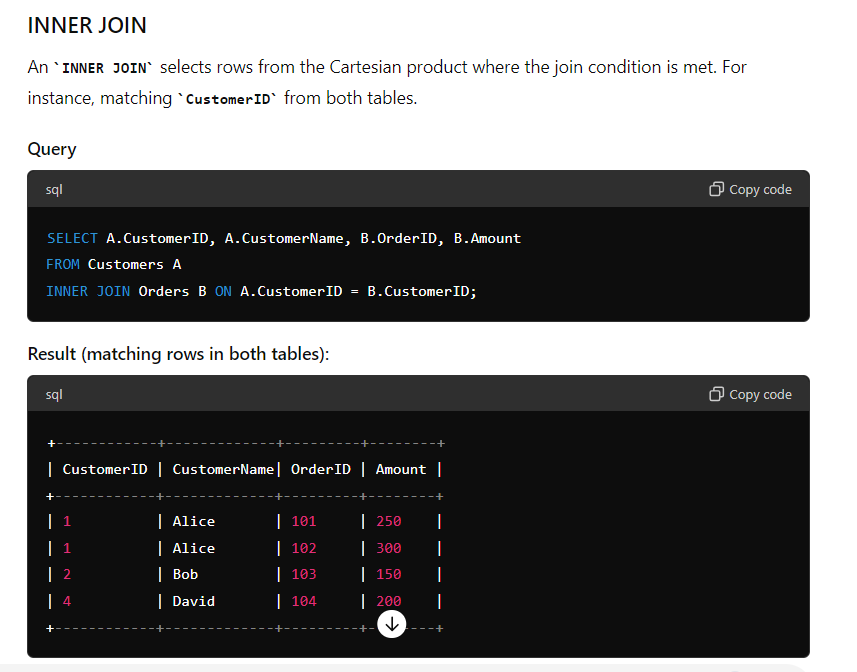 INNER JOIN
An `INNER JOIN` selects rows from the Cartesian product where the join condition is met. For
instance, matching `CustomerID` from both tables.
Query
sql Copy code
SELECT A.CustomerID, A.CustomerName, B.OrderID, B.Amount
FROM Customers A
INNER JOIN Orders B ON A.CustomerID = B.CustomerID;
Result (matching rows in both tables):
sql Copy code
+------------+-------------+---------+--------+
| CustomerID | CustomerName| OrderID | Amount |
+------------+-------------+---------+--------+
| 1          | Alice       | 101     | 250    |
| 1          | Alice       | 102     | 300    |
| 2          | Bob         | 103     | 150    |
| 4          | David       | 104     | 200    |
+------------+-------------+---------+--------+